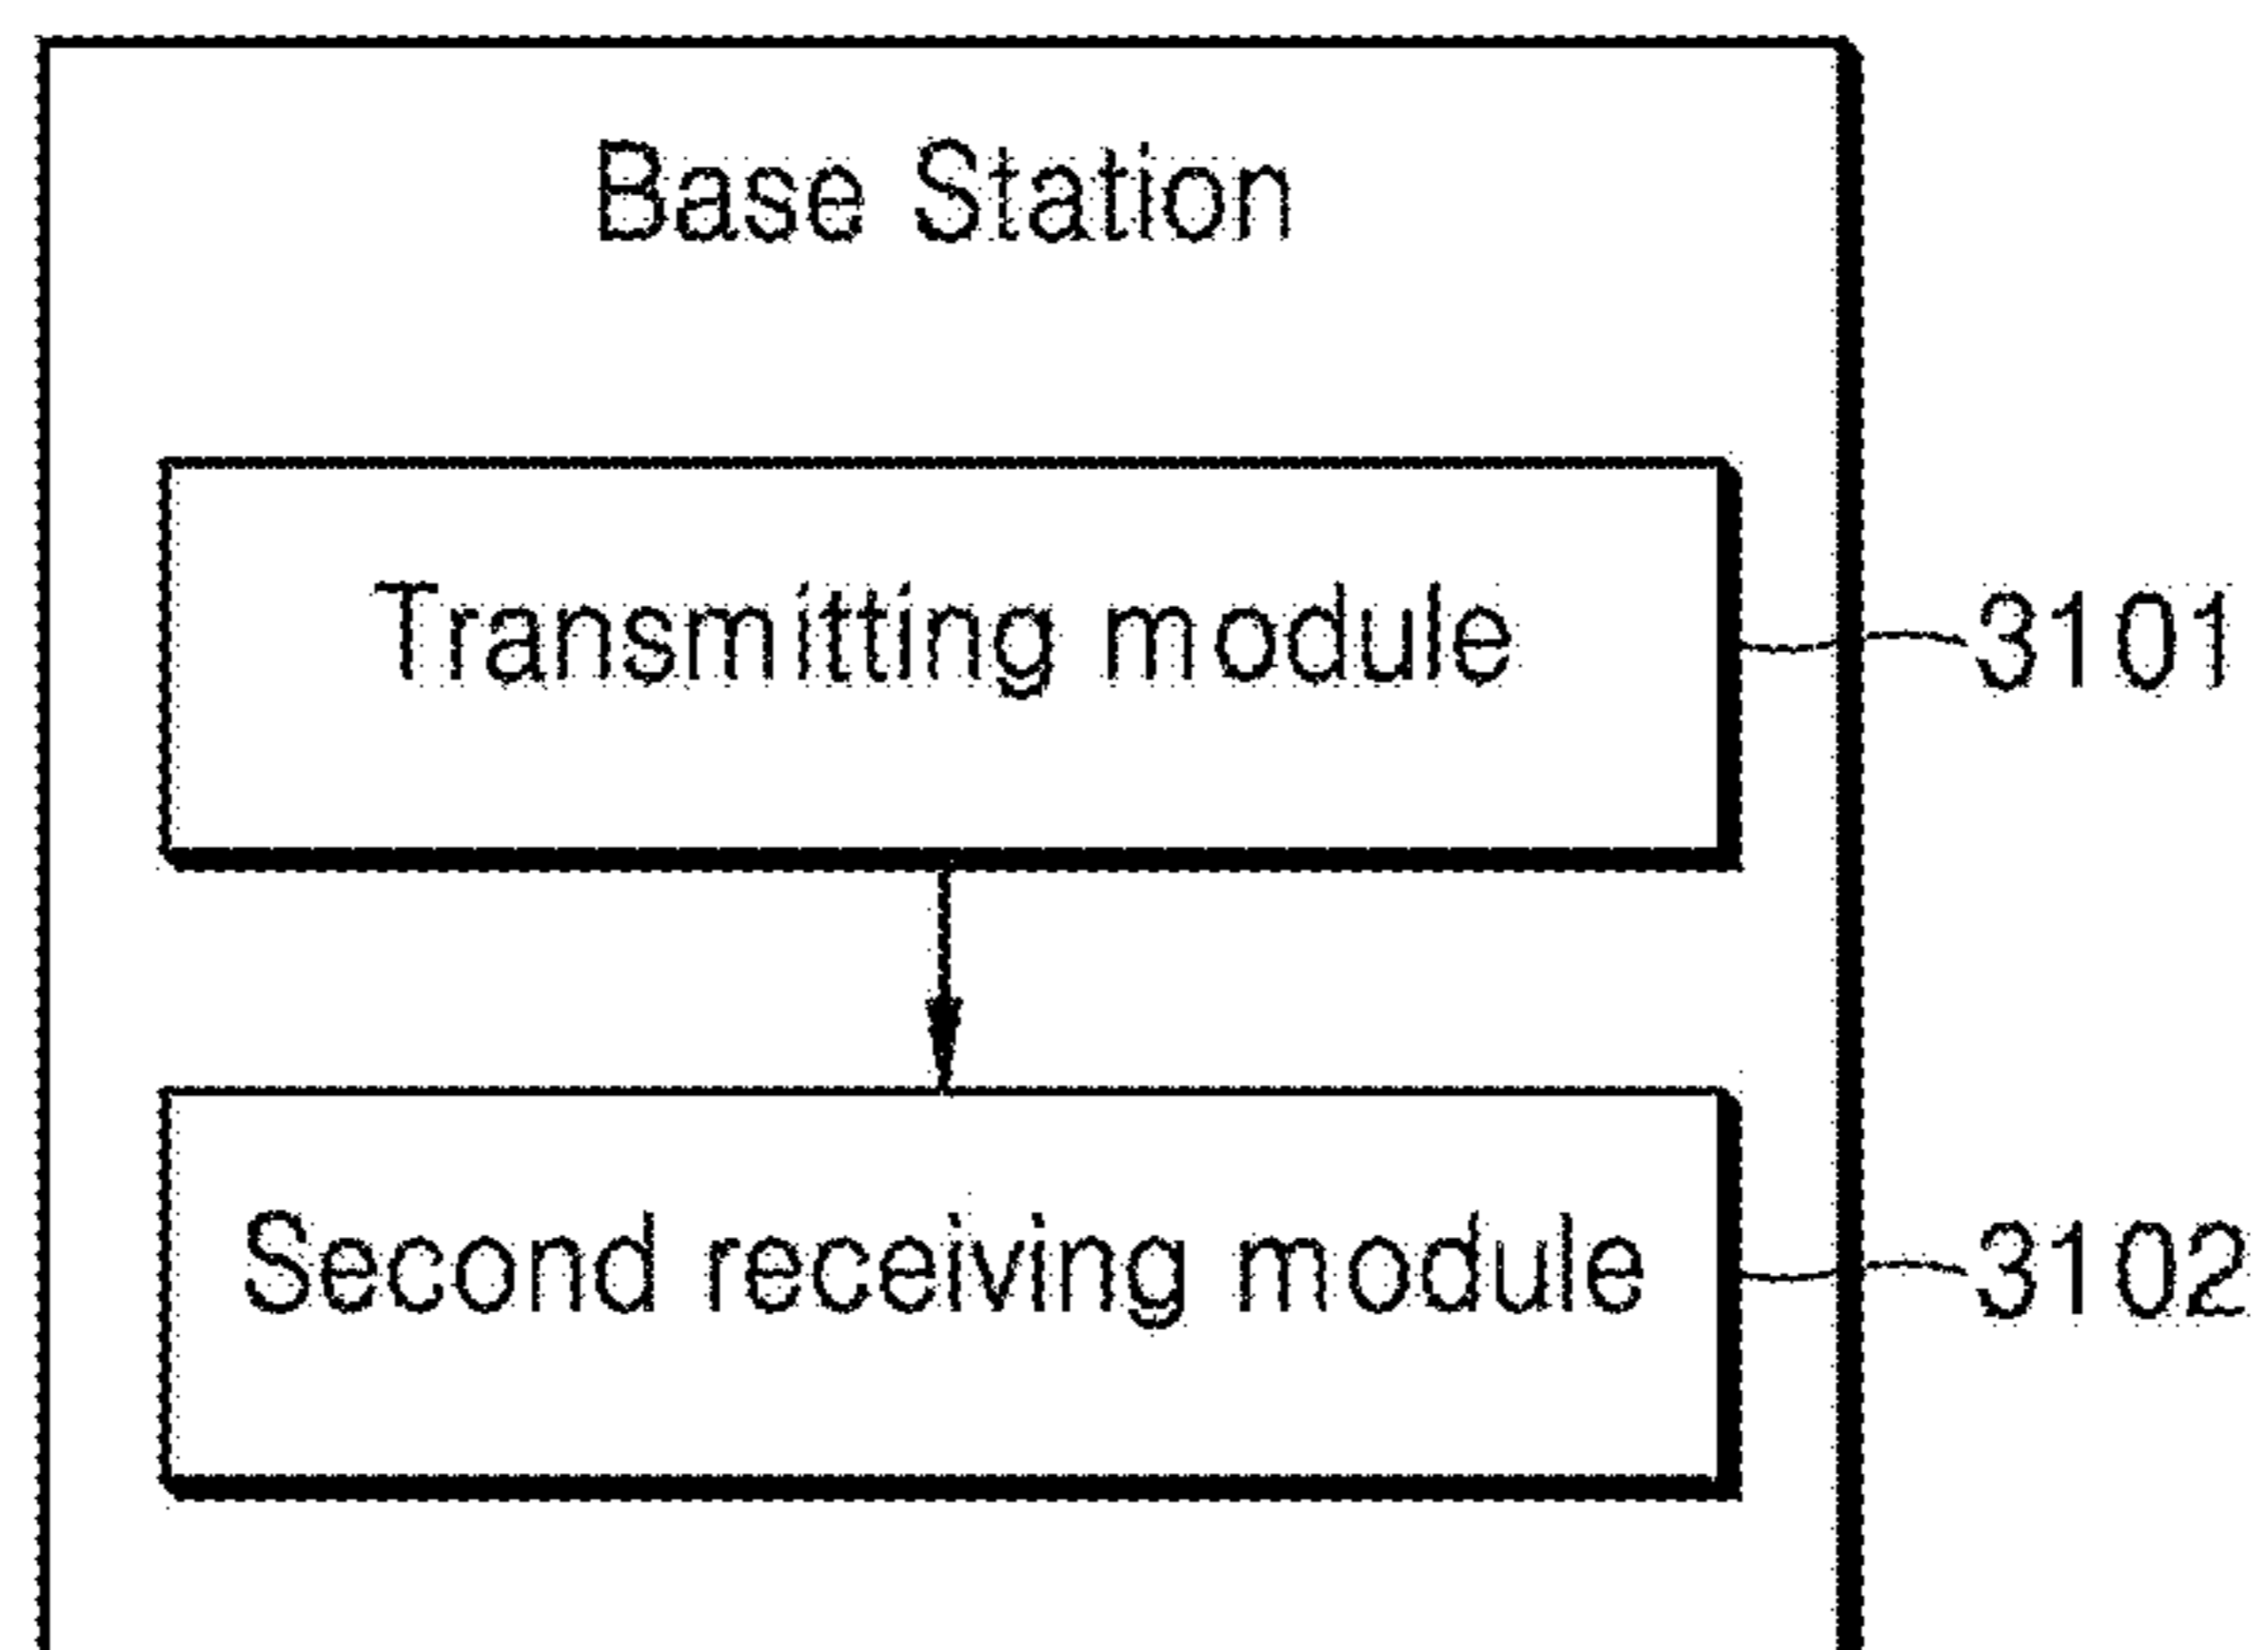 Base Station
Transmitting module
3101
Second receiving module
3102